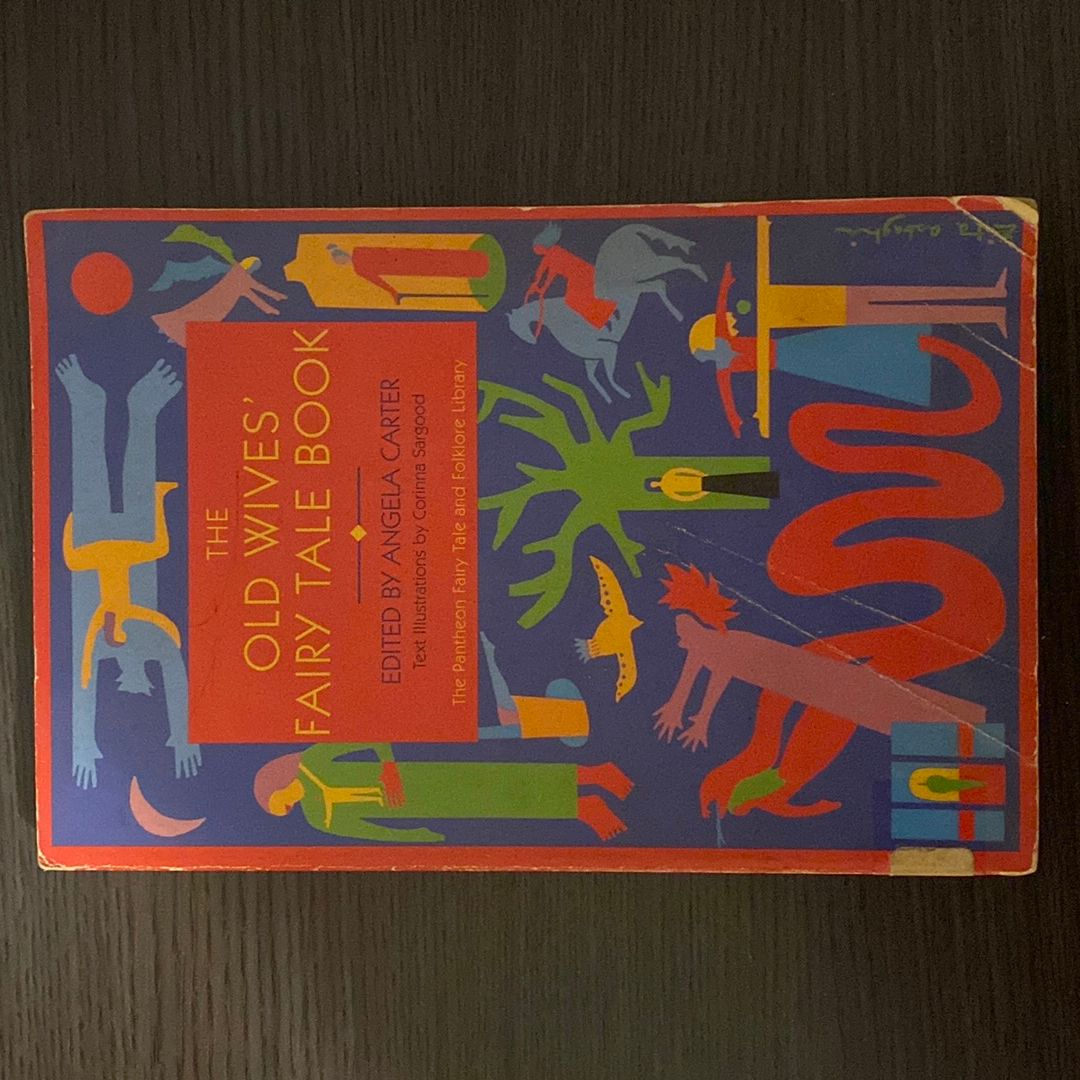 THE
OLD WIVES'
FAIRY TALE BOOK
EDITED BY ANGELA CARTER
Text Illustrations by Corinna Sargood
The Pantheon Fairy Tale and Folklore Library